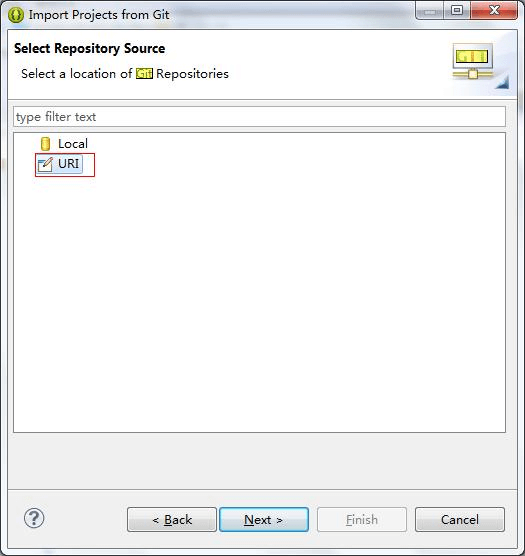 Import Projects from Git
Select Repository Source
Select a location of Git Repositories
GIT
type filter text
Local
URI
?
< Back
Next >
Finish
Cancel